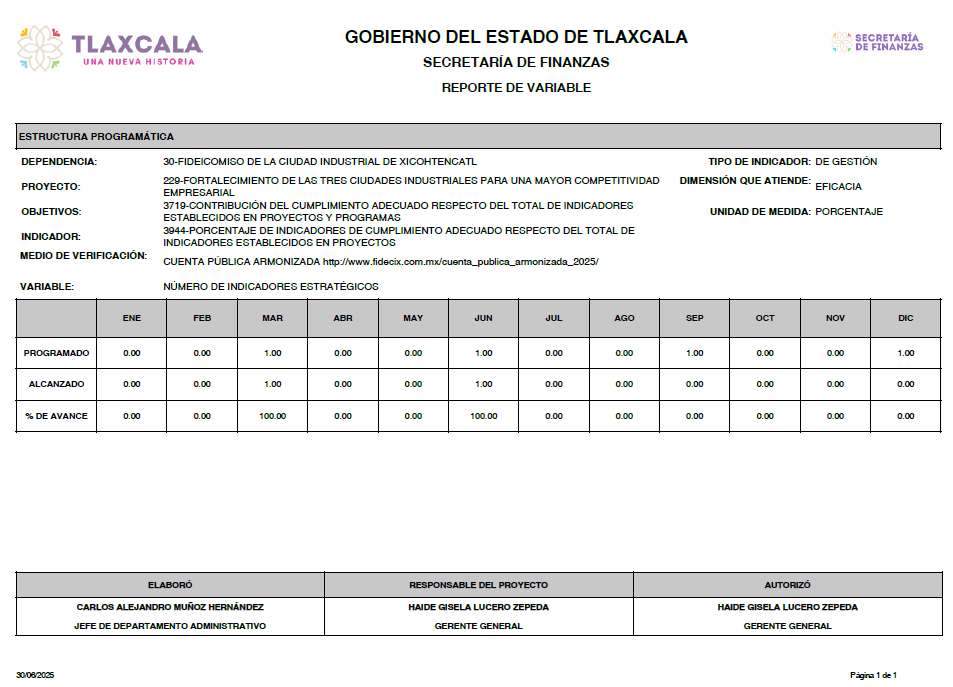 TLAXCALA
UNA NUEVA HISTORIA
GOBIERNO DEL ESTADO DE TLAXCALA
SECRETARÍA DE FINANZAS
REPORTE DE VARIABLE
SECRETARÍA
DE FINANZAS
ESTRUCTURA PROGRAMÁTICA
DEPENDENCIA: 30-FIDEICOMISO DE LA CIUDAD INDUSTRIAL DE XICOHTENCATL TIPO DE INDICADOR: DE GESTIÓN
PROYECTO: 229-FORTALECIMIENTO DE LAS TRES CIUDADES INDUSTRIALES PARA UNA MAYOR COMPETITIVIDAD
EMPRESARIAL
DIMENSIÓN QUE ATIENDE: EFICACIA
OBJETIVOS: 3719-CONTRIBUCIÓN DEL CUMPLIMIENTO ADECUADO RESPECTO DEL TOTAL DE INDICADORES
ESTABLECIDOS EN PROYECTOS Y PROGRAMAS
UNIDAD DE MEDIDA: PORCENTAJE
INDICADOR: 3944-PORCENTAJE DE INDICADORES DE CUMPLIMIENTO ADECUADO RESPECTO DEL TOTAL DE
INDICADORES ESTABLECIDOS EN PROYECTOS
MEDIO DE VERIFICACIÓN: CUENTA PÚBLICA ARMONIZADA http://www.fidecix.com.mx/cuenta_publica_armonizada_2025/
VARIABLE: NÚMERO DE INDICADORES ESTRATÉGICOS
ENE FEB MAR ABR MAY JUN JUL AGO SEP OCT NOV DIC
PROGRAMADO 0.00 0.00 1.00 0.00 0.00 1.00 0.00 0.00 1.00 0.00 0.00 1.00
ALCANZADO 0.00 0.00 1.00 0.00 0.00 1.00 0.00 0.00 0.00 0.00 0.00 0.00
% DE AVANCE 0.00 0.00 100.00 0.00 0.00 100.00 0.00 0.00 0.00 0.00 0.00 0.00
ELABORÓ RESPONSABLE DEL PROYECTO AUTORIZÓ
CARLOS ALEJANDRO MUÑOZ HERNÁNDEZ HAIDE GISELA LUCERO ZEPEDA HAIDE GISELA LUCERO ZEPEDA
JEFE DE DEPARTAMENTO ADMINISTRATIVO GERENTE GENERAL GERENTE GENERAL
30/06/2025 Página 1 de 1